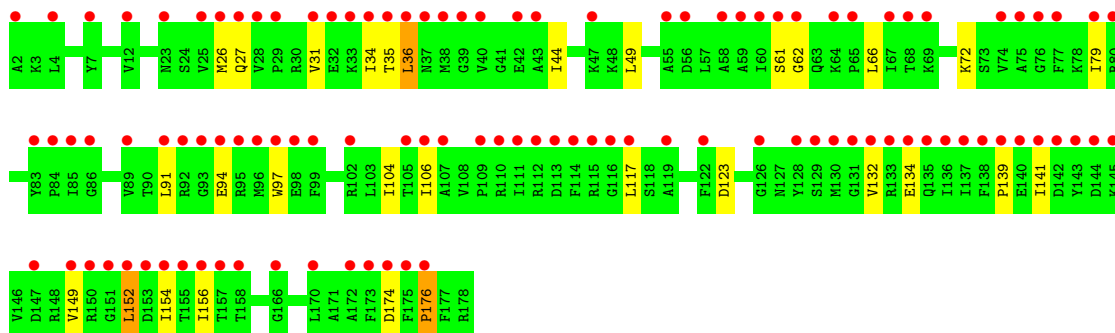 A2 K3 L4 Y7 V12 N23 S24 V25 M26 Q27 V28 P29 R30 V31 E32 K33 I34 T35 L36 N37 M38 G39 V40 G41 E42 A43 I44 K47 K48 L49 A55 D56 L57 A58 A59 I60 S61 G62 Q63 K64 P65 L66 I67 T68 K69 K72 S73 V74 A75 G76 F77 K78 I79
Y83 P84 I85 G86 V89 T90 L91 R92 G93 E94 R95 M96 W97 E98 F99 R102 L103 I104 T105 I106 A107 V108 P109 R110 I111 R112 D113 F114 R115 G116 L117 S118 A119 F122 D123 G126 N127 Y128 S129 M130 G131 V132 R133 E134 Q135 I136 I137 F138 P139 E140 I141 D142 Y143 D144
V146 D147 R148 V149 R150 G151 L152 D153 I154 T155 I156 T157 T158 G166 L170 A171 A172 F173 D174 F175 P176 F177 R178